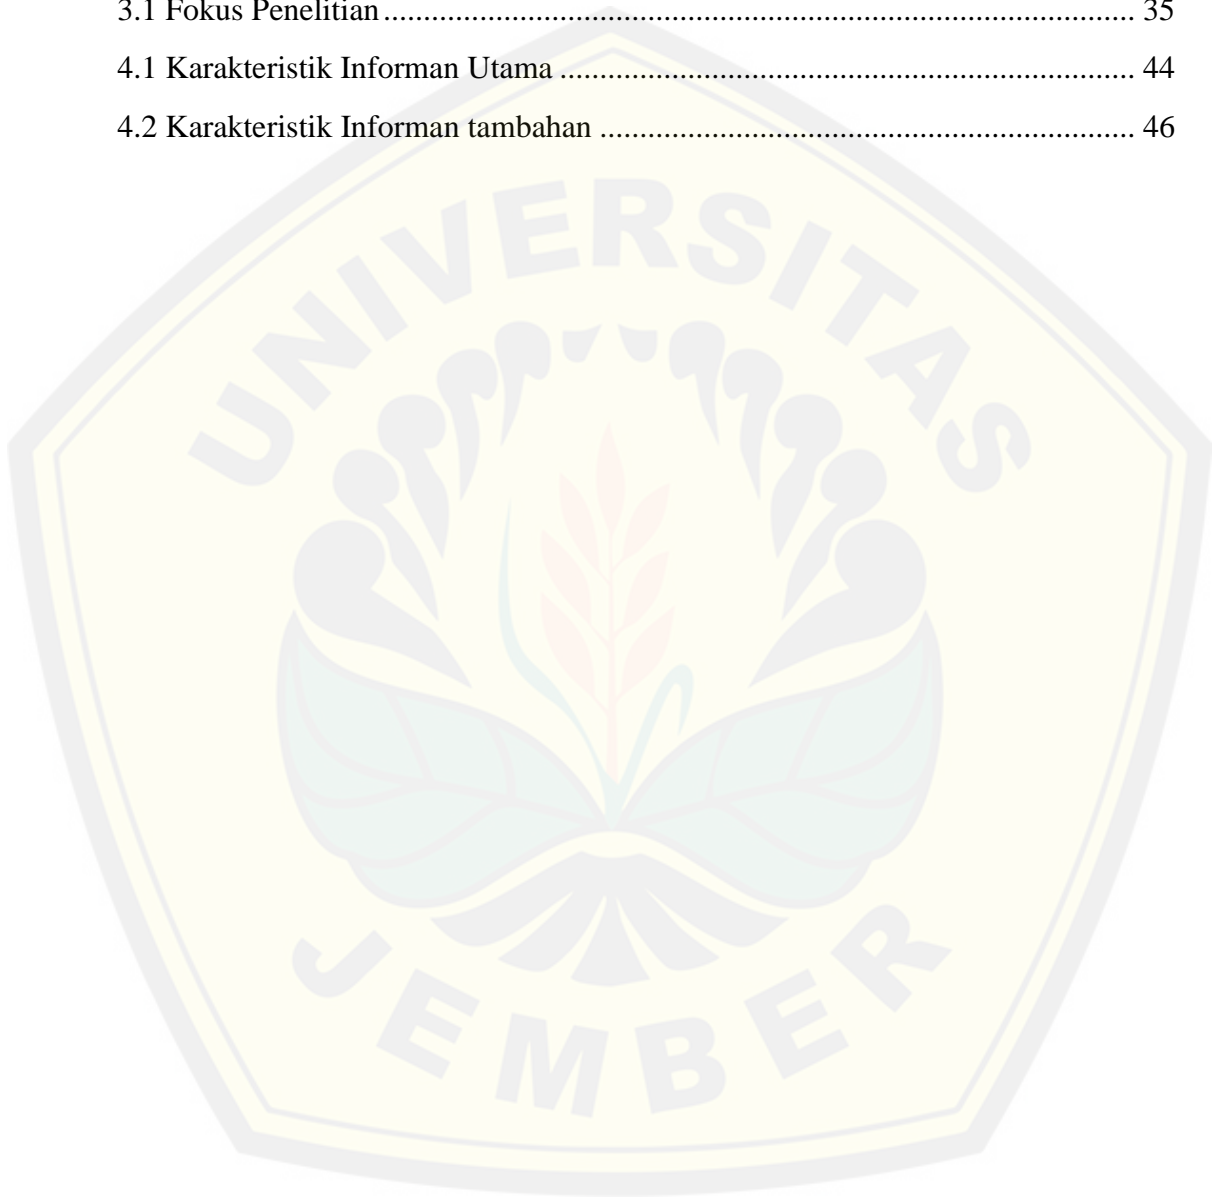 3.1 Fokus Penelitian ............................................................................................... 35
4.1 Karakteristik Informan Utama ......................................................................... 44
4.2 Karakteristik Informan tambahan .................................................................... 46
UNIVERSITAS
JEMBER